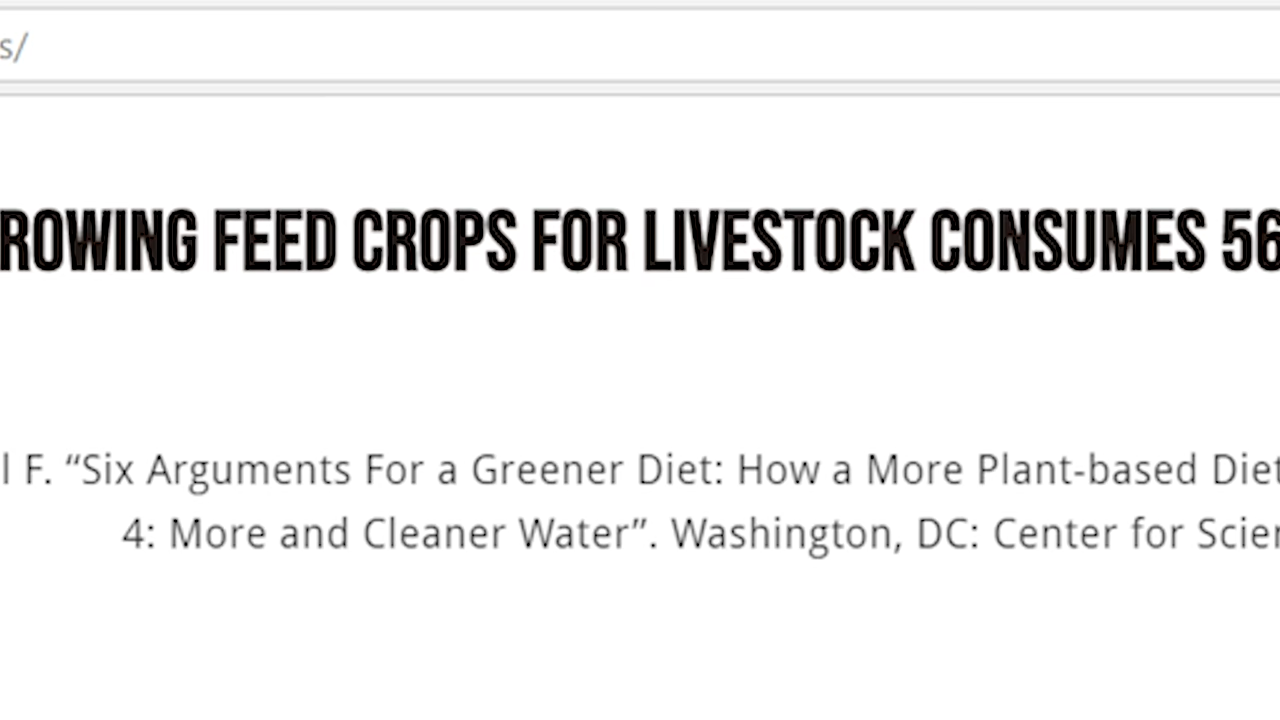 s/
ROWING FEED CROPS FOR LIVESTOCK CONSUMES 56
l F. “Six Arguments For a Greener Diet: How a More Plant-based Diet
4: More and Cleaner Water”. Washington, DC: Center for Scien